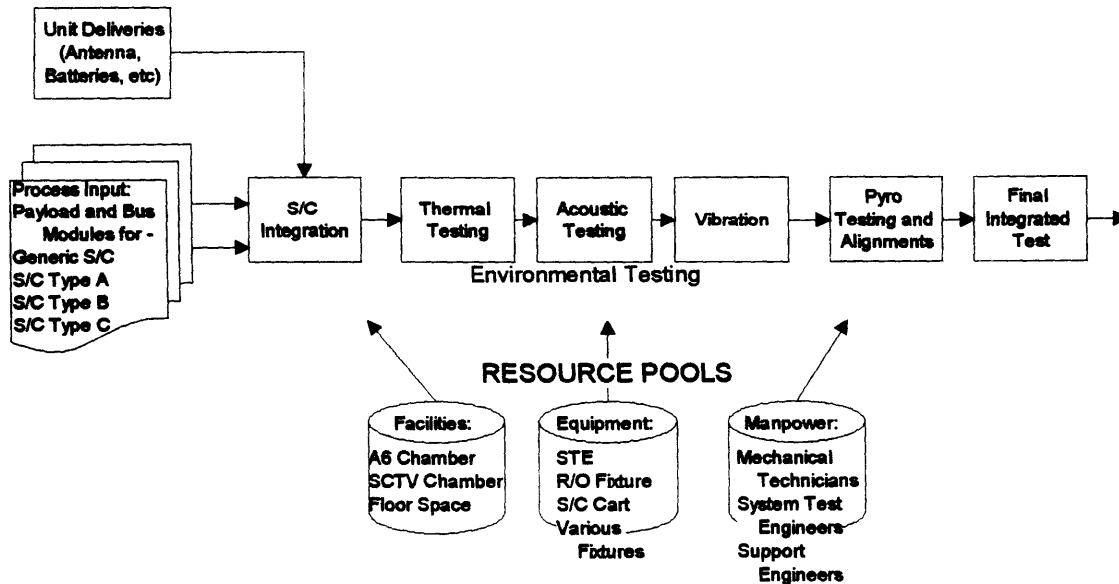 Unit Deliveries
(Antenna,
Batteries, etc)
Process Input:
Payload and Bus
Modules for -
Generic S/C
S/C Type A
S/C Type B
S/C Type C
S/C
Integration
Thermal
Testing
Acoustic
Testing
Vibration
Pyro
Testing and
Alignments
Final
Integrated
Test
Environmental Testing
RESOURCE POOLS
Facilities:
A6 Chamber
SCTV Chamber
Floor Space
Equipment:
STE
R/O Fixture
S/C Cart
Various
Fixtures
Manpower:
Mechanical
Technicians
System Test
Engineers
Support
Engineers